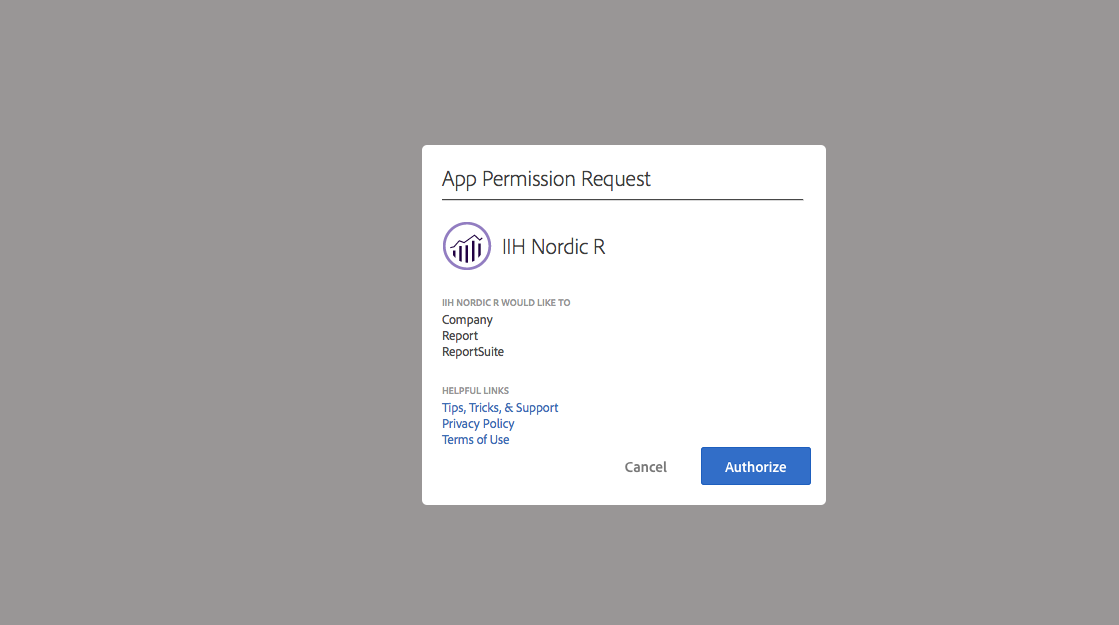 App Permission Request
IIH Nordic R
IIH NORDIC R WOULD LIKE TO
Company
Report
ReportSuite
HELPFUL LINKS
Tips, Tricks, & Support
Privacy Policy
Terms of Use
Cancel
Authorize